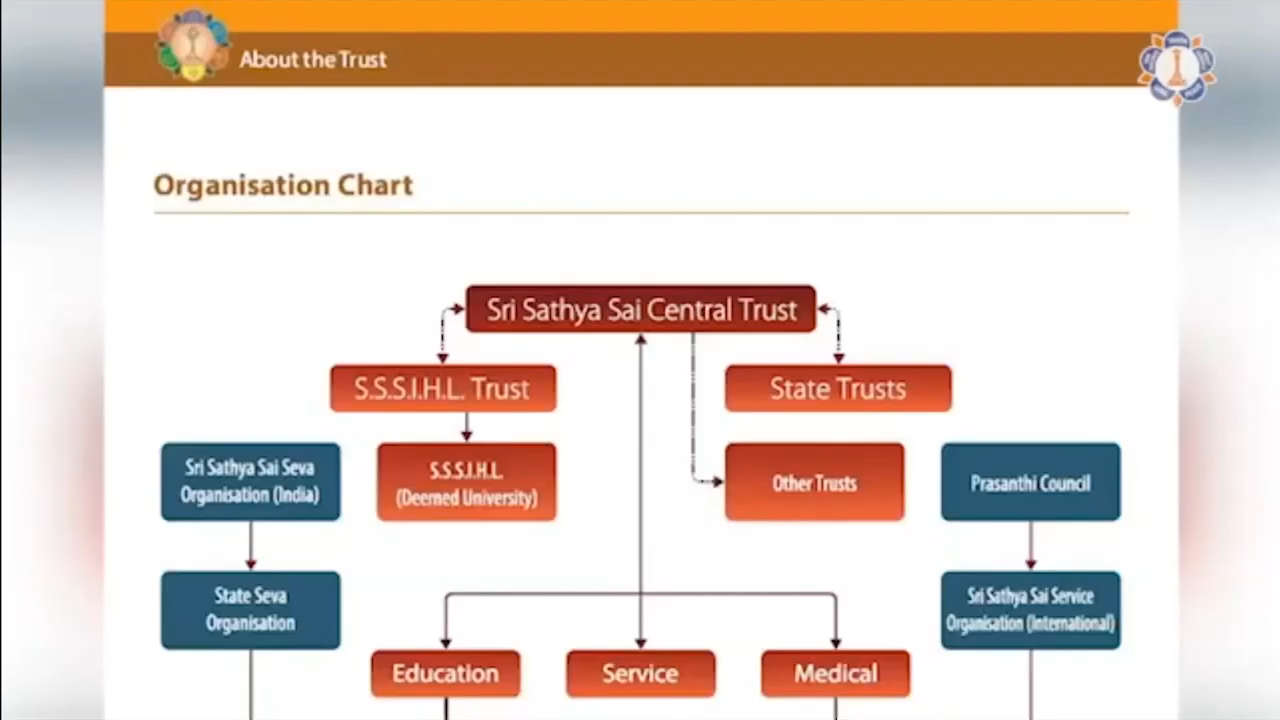 About the Trust
Organisation Chart
Sri Sathya Sai Central Trust
S.S.S.I.H.L. Trust
State Trusts
Sri Sathya Sai Seva
Organisation (India)
S.S.S.I.H.L.
(Deemed University)
Other Trusts
Prasanthi Council
State Seva
Organisation
Sri Sathya Sai Service
Organisation (International)
Education
Service
Medical